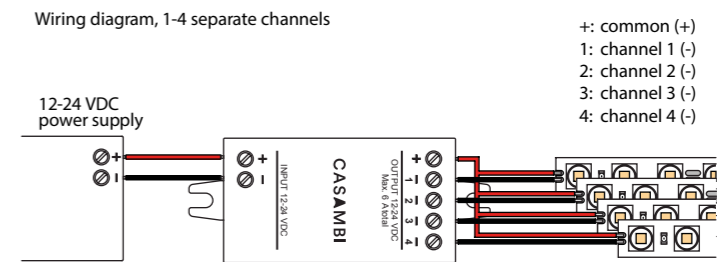 Wiring diagram, 1-4 separate channels
+: common (+)
1: channel 1 (-)
2: channel 2 (-)
3: channel 3 (-)
4: channel 4 (-)
12-24 VDC
power supply
+
-
+
-
INPUT 12-24 VDC
CASAMBI
OUTPUT 12-24 VDC
Max. 6 A total
+
1 -
2 -
3 -
4 -